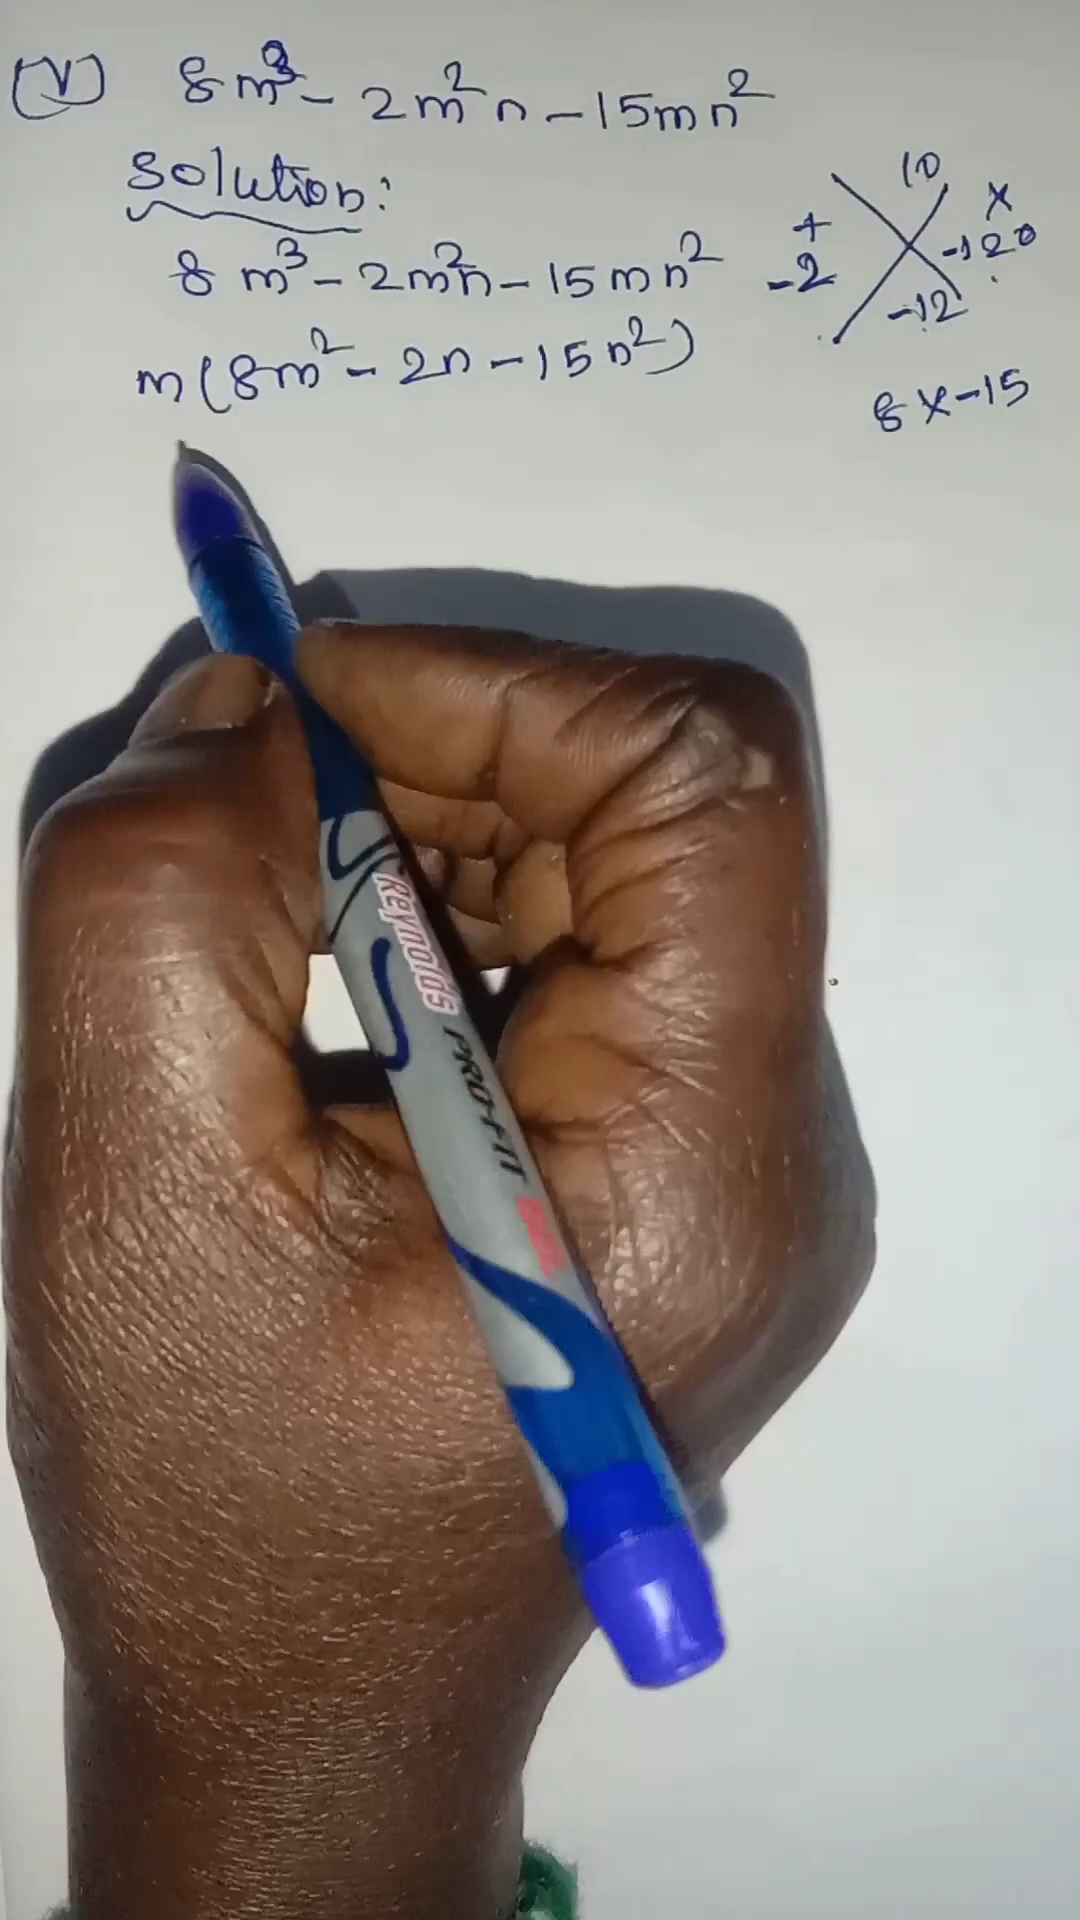 (V) 8m³ - 2m²n - 15mn²
Solution:
8m³ - 2m²n - 15mn²
m(8m² - 2n - 15n²)
10
+ ×
-2 -120
-12
8 × -15
Reynolds PRO-FIT